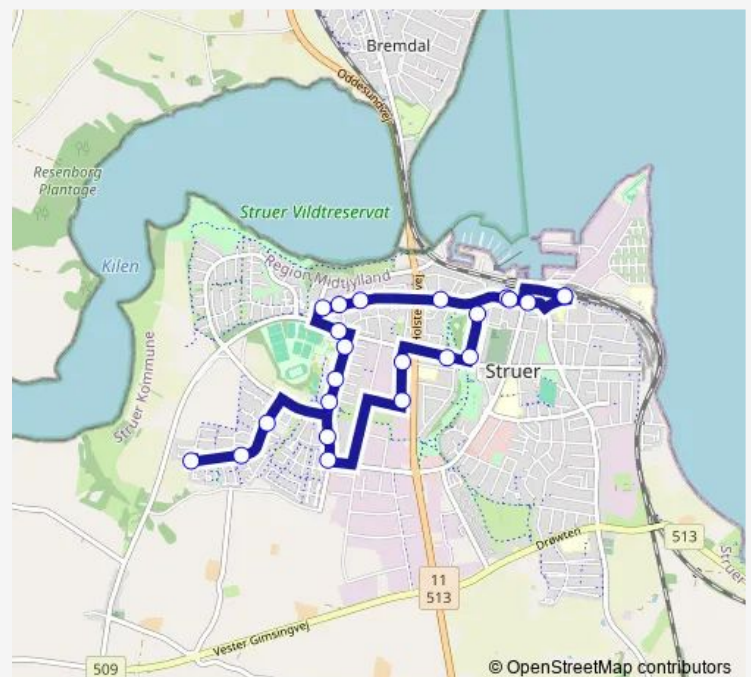 Bremdal
Oddesundvej
Resenborg
Plantage
Struer Vildtreservat
Kilen
Region Midtjylland
Struer Kommune
Struer
513
Drøwten
11
513
Vester Gimsingvej
509
© OpenStreetMap contributors